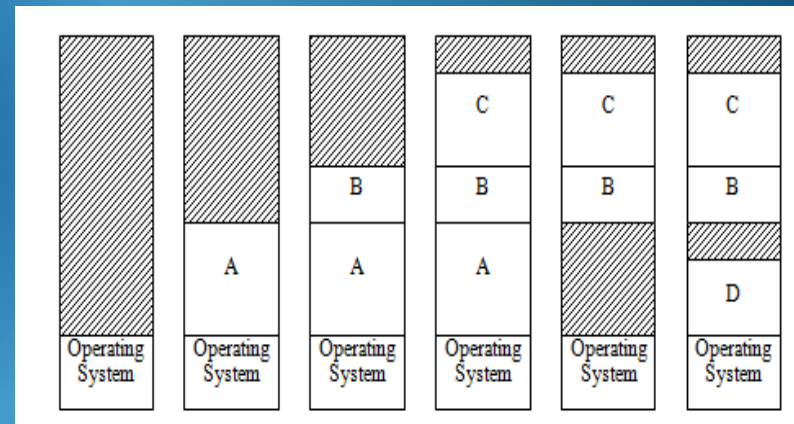 C
C
C
B
B
B
B
A
A
A
D
Operating
System
Operating
System
Operating
System
Operating
System
Operating
System
Operating
System